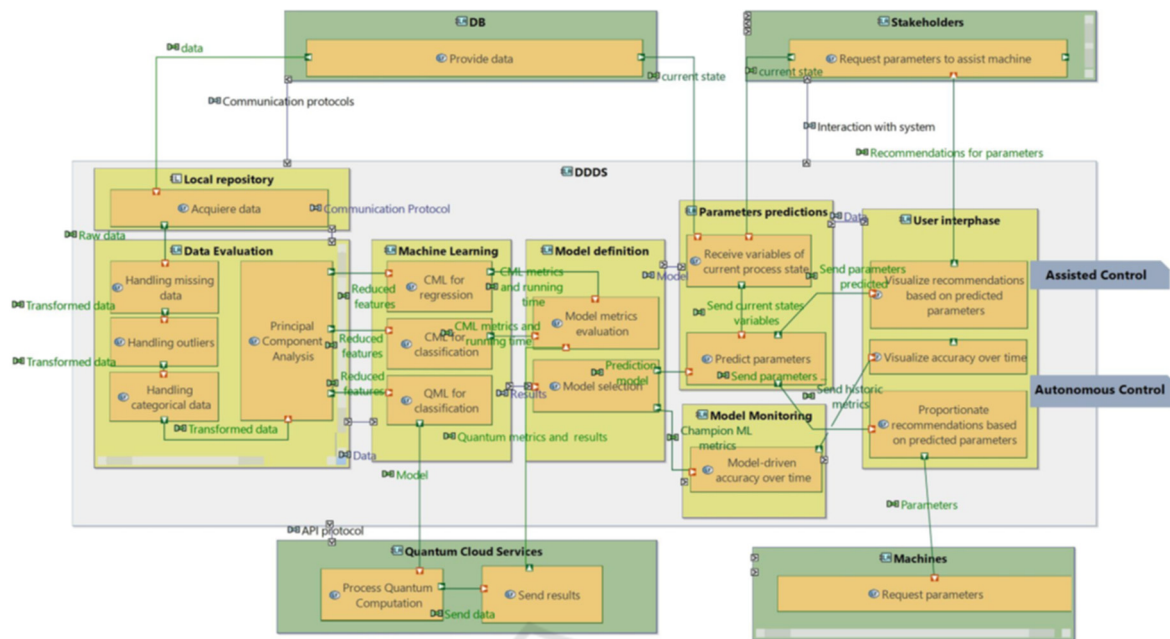 DB
Stakeholders
data
Provide data
current state
current state
Request parameters to assist machine
Communication protocols
Interaction with system
Recommendations for parameters
DDDS
Local repository
Acquiere data
Communication Protocol
Raw data
Parameters predictions
Data
User interphase
Data Evaluation
Machine Learning
Model definition
Receive variables of
current process state
Model
Handling missing
data
CML for
regression
CML metrics
and running
time
Send parameters
predicted
Visualize recommendations
based on predicted
parameters
Assisted Control
Reduced
features
Transformed data
Principal
Component
Analysis
Send current states
variables
Model metrics
evaluation
Handling outliers
Reduced
features
CML for
classification
CML metrics and
running time
Predict parameters
Visualize accuracy over time
Transformed data
Prediction
model
Send parameters ..
Handling
categorical data
Reduced
features
QML for
classification
Results
Model selection
Send historic
metrics
Autonomous Control
Proportionate
recommendations based
on predicted parameters
Model Monitoring
Transformed data
Quantum metrics and results
Champion ML
metrics
Data
Model
Model-driven
accuracy over time
Parameters
API protocol
Quantum Cloud Services
Machines
Process Quantum
Computation
Send results
Send data
Request parameters